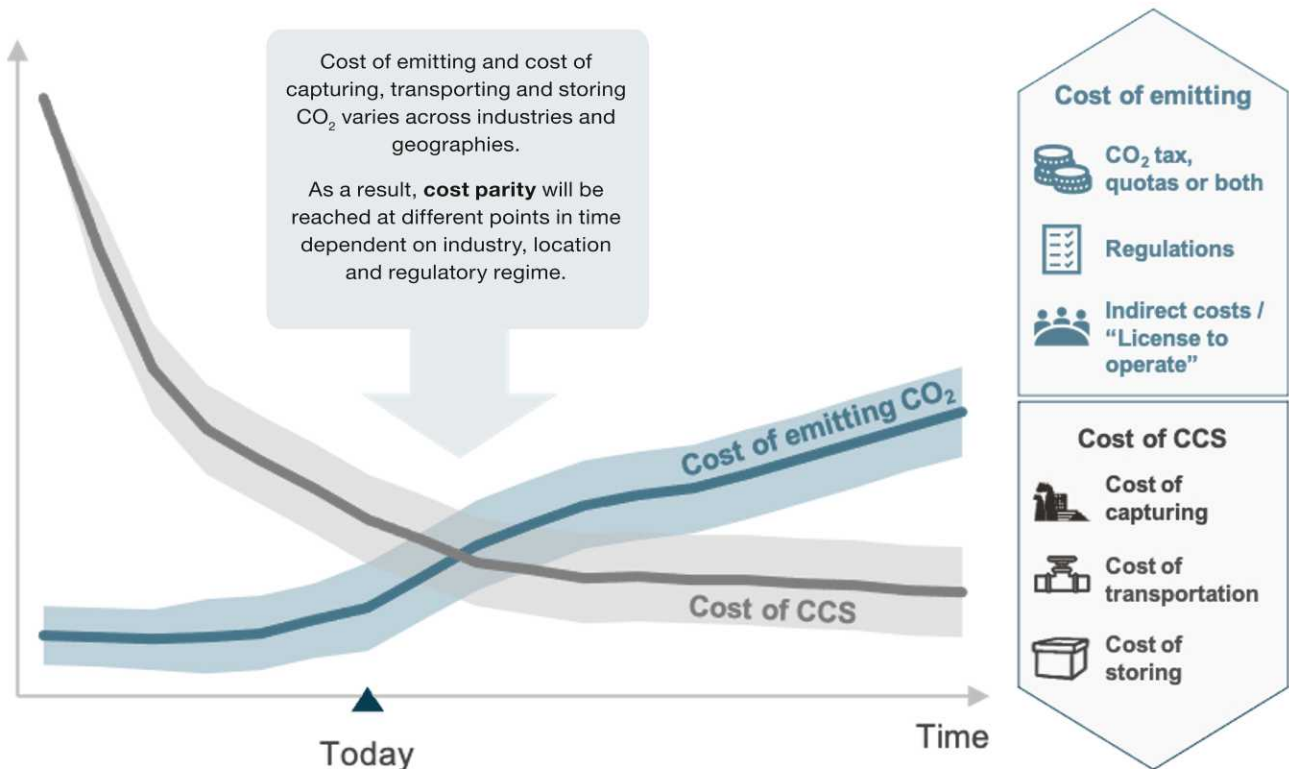 Cost of emitting and cost of
capturing, transporting and storing
CO₂ varies across industries and
geographies.
As a result, cost parity will be
reached at different points in time
dependent on industry, location
and regulatory regime.
Cost of emitting CO₂
Cost of CCS
Today
Time
Cost of emitting
CO₂ tax,
quotas or both
Regulations
Indirect costs /
“License to
operate”
Cost of CCS
Cost of
capturing
Cost of
transportation
Cost of
storing